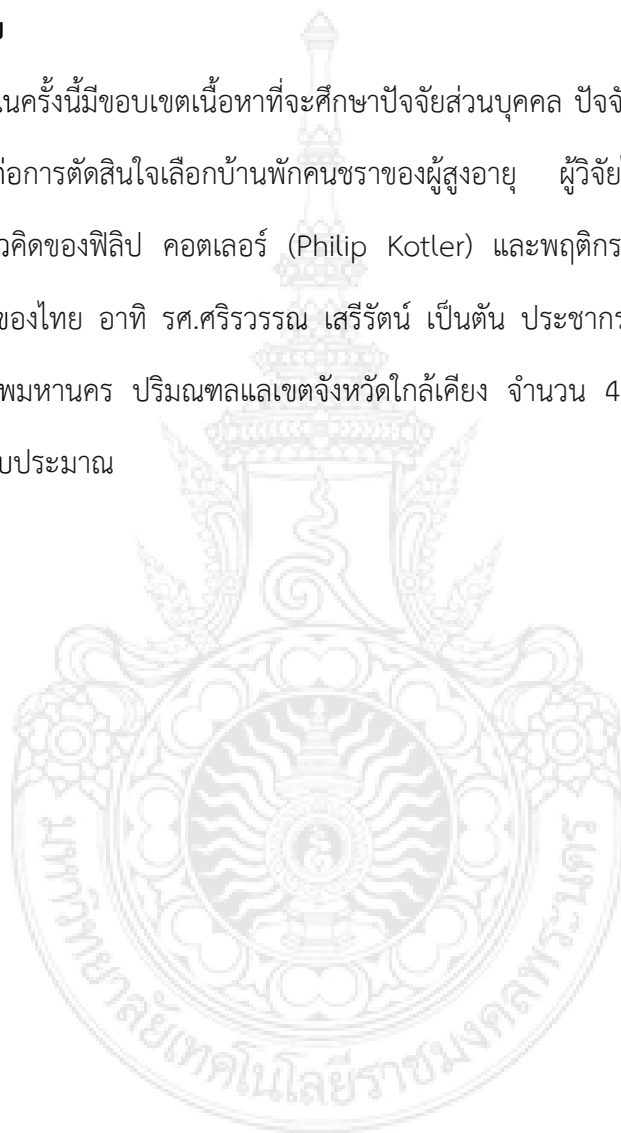 นครั้งนี้มีขอบเขตเนื้อหาที่จะศึกษาปัจจัยส่วนบุคคล ปัจจั
่อการตัดสินใจเลือกบ้านพักคนชราของผู้สูงอายุ ผู้วิจัย
วคิดของฟิลิป คอตเลอร์ (Philip Kotler) และพฤติกร
ของไทย อาทิ รศ.ศริรวรรณ เสรีรัตน์ เป็นตัน ประชากร
พมหานคร ปริมณฑลแลเขตจังหวัดใกล้เคียง จำนวน 4
บประมาณ
มหาวิทยาลัยเทคโนโลยีราชมงคลพระนคร